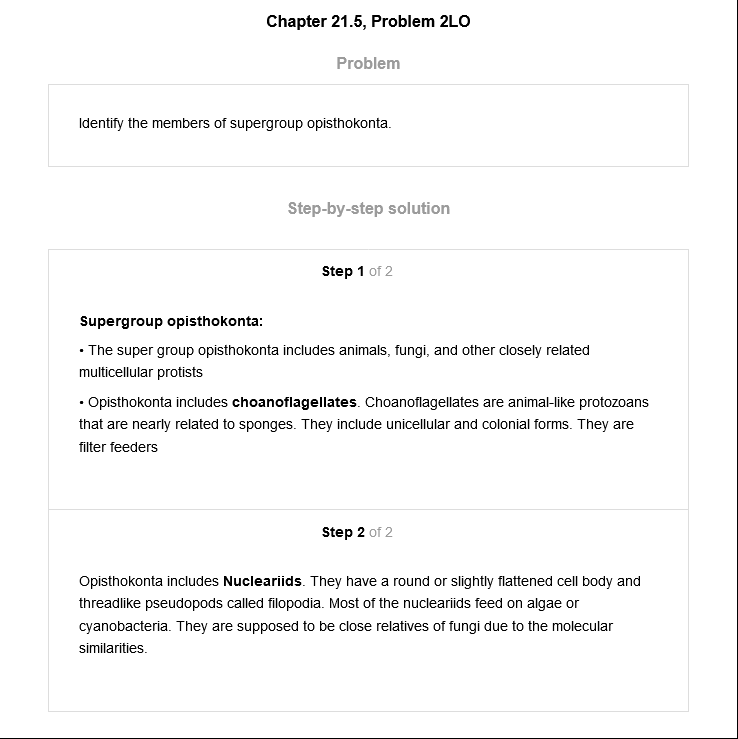 Chapter 21.5, Problem 2LO
Problem
Identify the members of supergroup opisthokonta.
Step-by-step solution
Step 1 of 2
Supergroup opisthokonta:
• The super group opisthokonta includes animals, fungi, and other closely related
multicellular protists
• Opisthokonta includes choanoflagellates. Choanoflagellates are animal-like protozoans
that are nearly related to sponges. They include unicellular and colonial forms. They are
filter feeders
Step 2 of 2
Opisthokonta includes Nucleariids. They have a round or slightly flattened cell body and
threadlike pseudopods called filopodia. Most of the nucleariids feed on algae or
cyanobacteria. They are supposed to be close relatives of fungi due to the molecular
similarities.